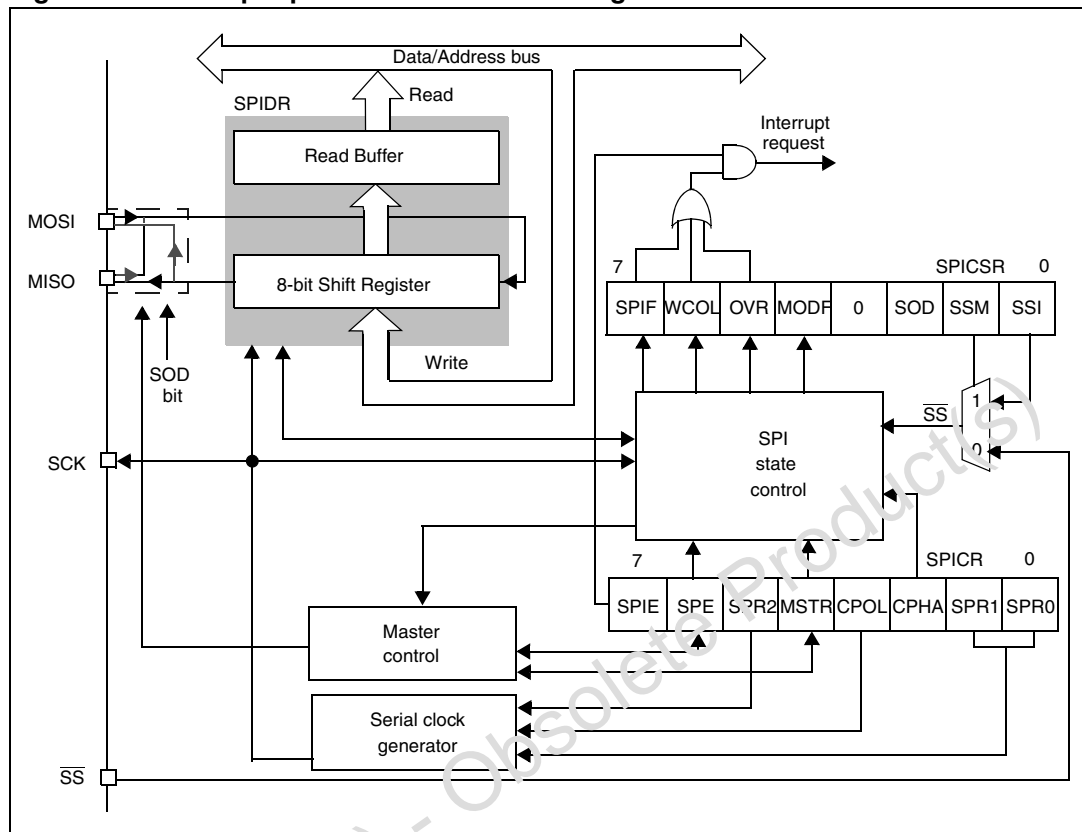 Data/Address bus
Read
SPIDR
Read Buffer
Interrupt
request
MOSI
MISO
8-bit Shift Register
Write
SOD
bit
7 SPICSR 0
SPIF WCOL OVR MODF 0 SOD SSM SSI
SS
1
0
SCK
SPI
state
control
7 SPICR 0
SPIE SPE SPR2 MSTR CPOL CPHA SPR1 SPR0
Master
control
Serial clock
generator
SS
- Obsolete Product(s)